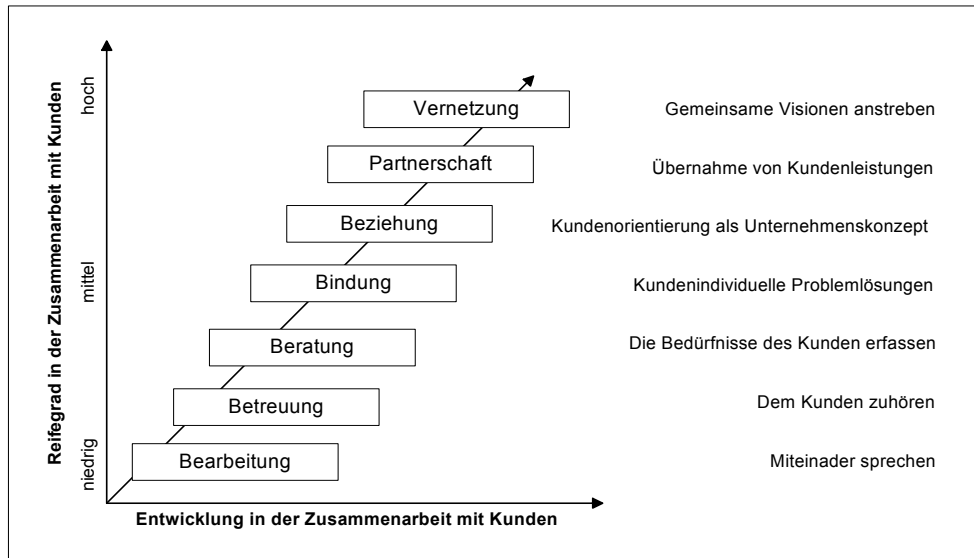 Reifegrad in der Zusammenarbeit mit Kunden
hoch
mittel
niedrig
Vernetzung
Gemeinsame Visionen anstreben
Partnerschaft
Übernahme von Kundenleistungen
Beziehung
Kundenorientierung als Unternehmenskonzept
Bindung
Kundenindividuelle Problemlösungen
Beratung
Die Bedürfnisse des Kunden erfassen
Betreuung
Dem Kunden zuhören
Bearbeitung
Miteinader sprechen
Entwicklung in der Zusammenarbeit mit Kunden